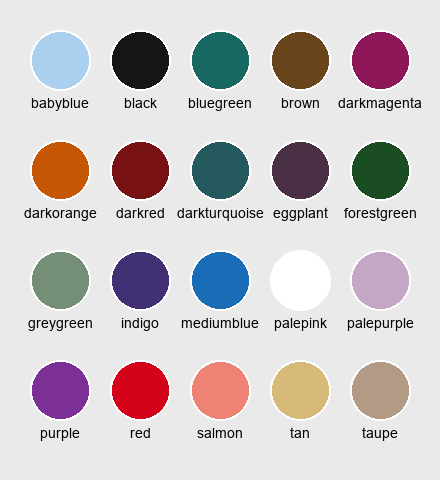 babyblue black bluegreen brown darkmagenta
darkorange darkred darkturquoise eggplant forestgreen
greygreen indigo mediumblue palepink palepurple
purple red salmon tan taupe